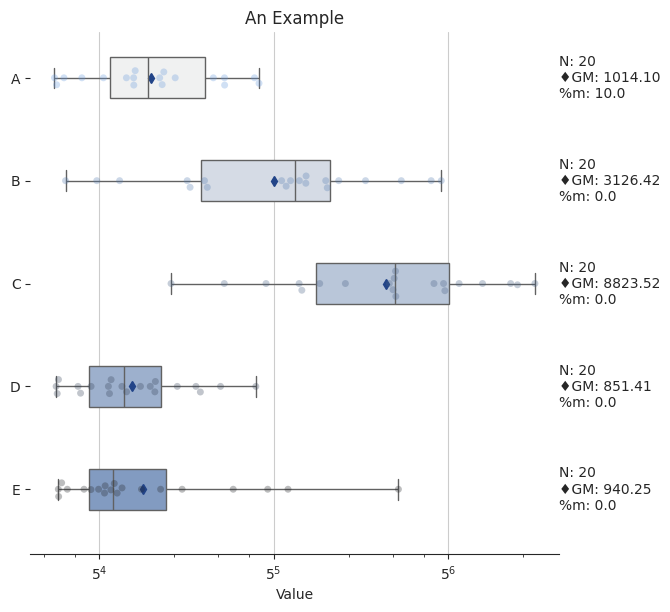 An Example
A
N: 20
♦GM: 1014.10
%m: 10.0
B
N: 20
♦GM: 3126.42
%m: 0.0
C
N: 20
♦GM: 8823.52
%m: 0.0
D
N: 20
♦GM: 851.41
%m: 0.0
E
N: 20
♦GM: 940.25
%m: 0.0
5⁴ 5⁵ 5⁶
Value